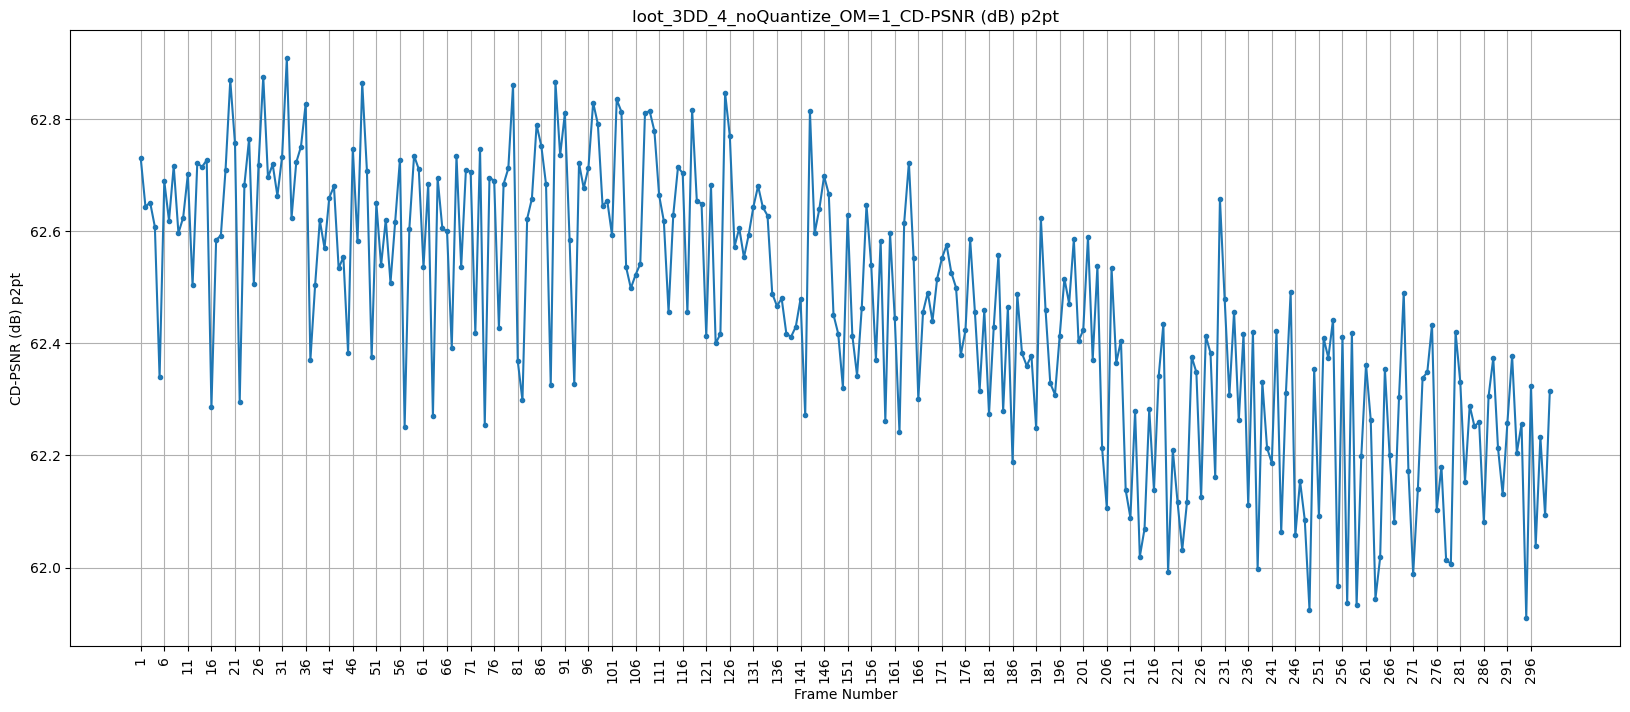 loot_3DD_4_noQuantize_OM=1_CD-PSNR (dB) p2pt
CD-PSNR (dB) p2pt
62.8
62.6
62.4
62.2
62.0
1 6 11 16 21 26 31 36 41 46 51 56 61 66 71 76 81 86 91 96 101 106 111 116 121 126 131 136 141 146 151 156 161 166 171 176 181 186 191 196 201 206 211 216 221 226 231 236 241 246 251 256 261 266 271 276 281 286 291 296
Frame Number